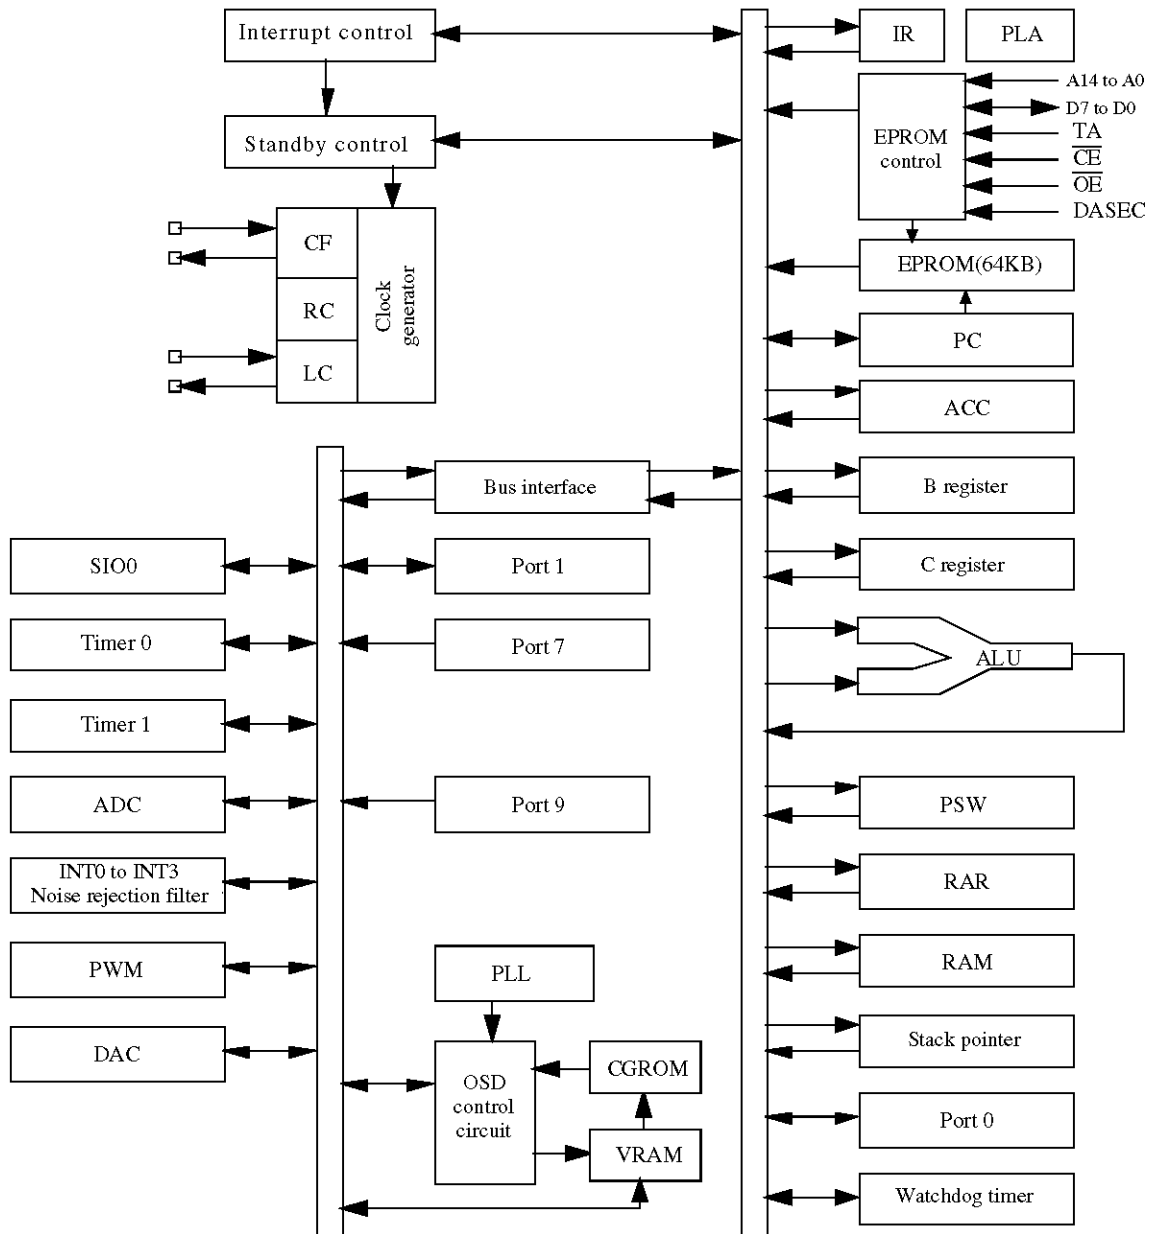 Interrupt control
IR
PLA
A14 to A0
D7 to D0
TA
CE
OE
DASEC
EPROM
control
Standby control
CF
RC
LC
Clock
generator
EPROM(64KB)
PC
ACC
Bus interface
B register
SIO0
Port 1
C register
Timer 0
Port 7
ALU
Timer 1
ADC
Port 9
PSW
INT0 to INT3
Noise rejection filter
RAR
PWM
PLL
RAM
DAC
OSD
control
circuit
CGROM
VRAM
Stack pointer
Port 0
Watchdog timer